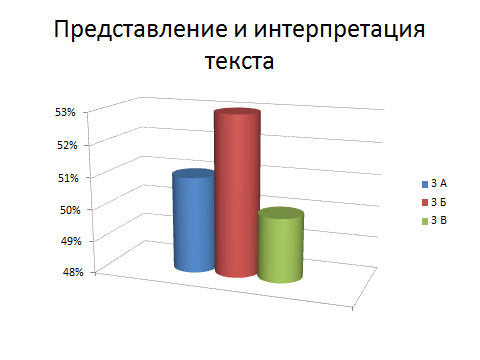 Представление и интерпретация
текста
53%
52%
51%
50%
49%
48%
3 А
3 Б
3 В